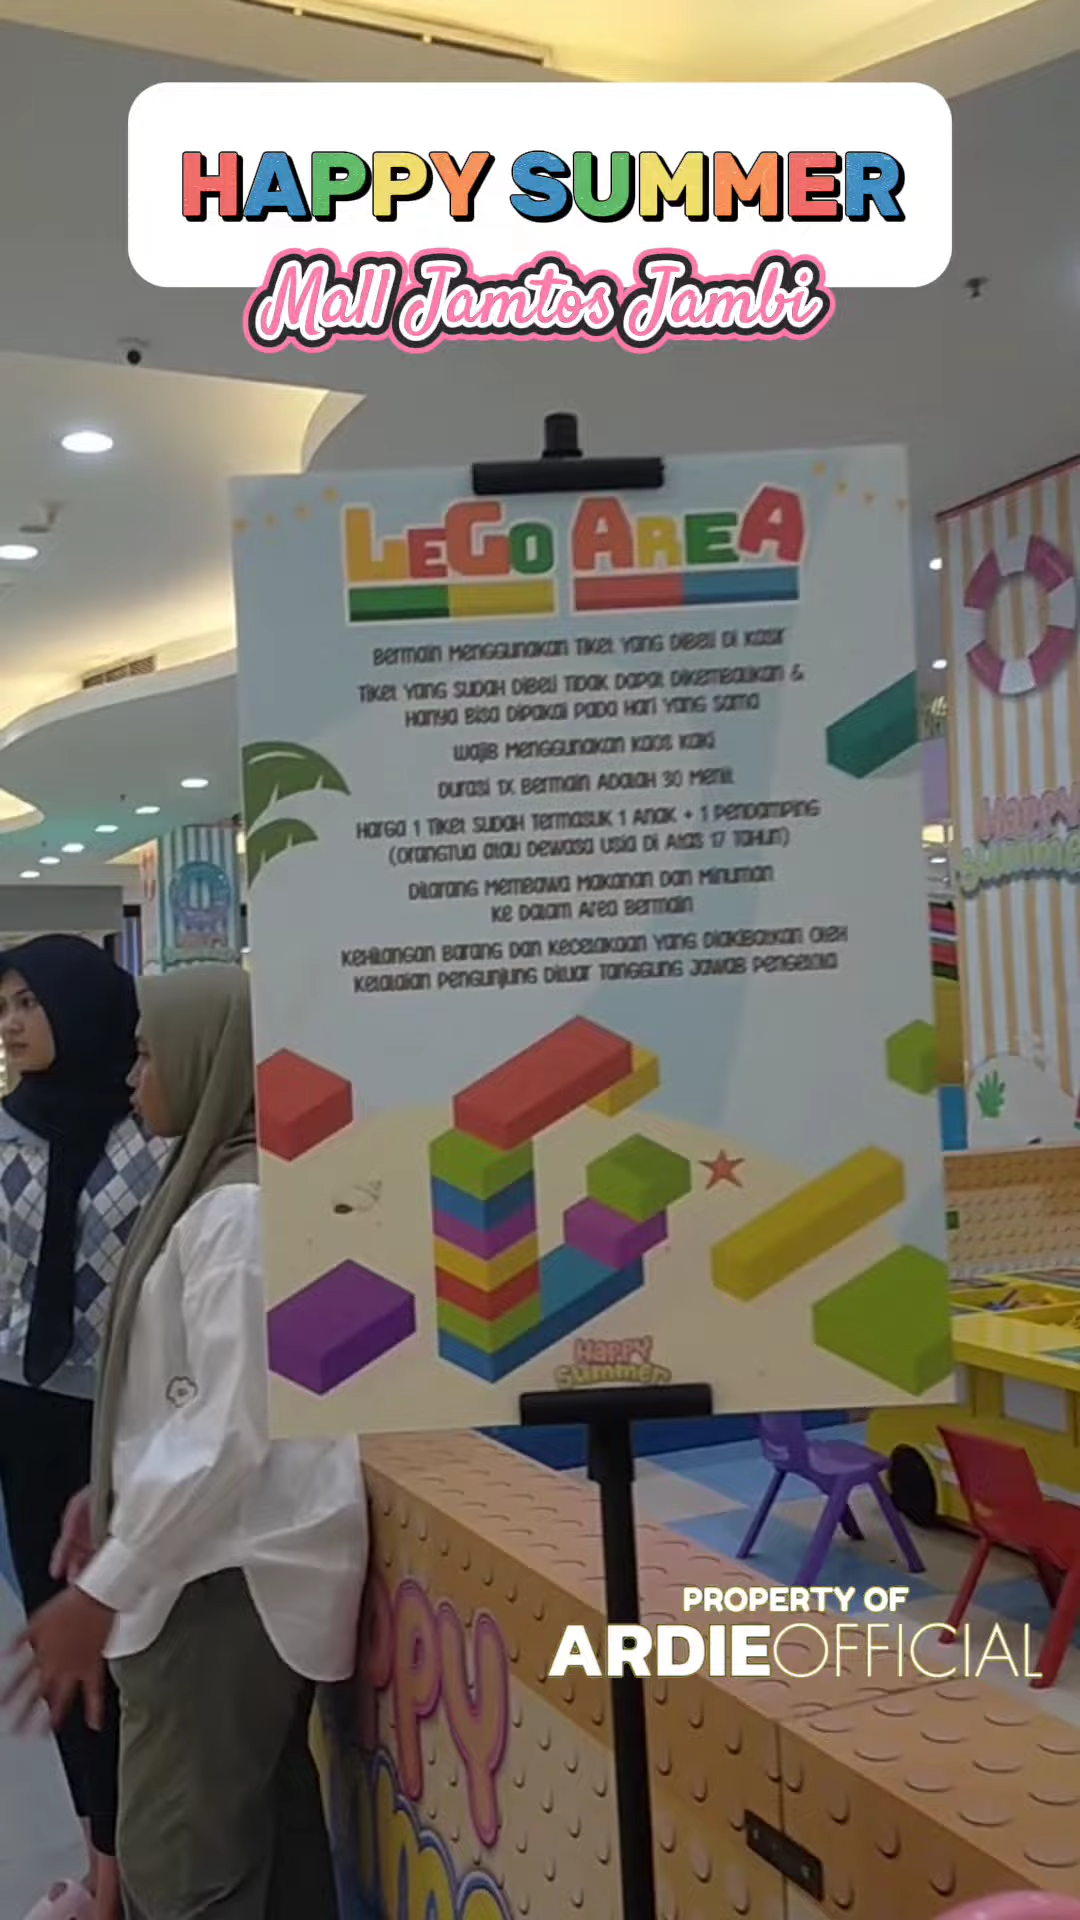 HAPPY SUMMER
Mall Jamtos Jambi
LEGO AREA
Bermain Menggunakan Tiket Yang Dibeli Di Kasir
Tiket Yang Sudah Dibeli Tidak Dapat Dikembalikan &
Hanya Bisa Dipakai Pada Hari Yang Sama
Wajib Menggunakan Kaos Kaki
Durasi 1X Bermain Adalah 30 Menit
Harga 1 Tiket Sudah Termasuk 1 Anak + 1 Pendamping
(Orangtua atau Dewasa Usia Di Atas 17 Tahun)
Dilarang Membawa Makanan Dan Minuman
Ke Dalam Area Bermain
Kehilangan Barang Dan Kecelakaan Yang Diakibatkan Oleh
Kelalaian Pengunjung Diluar Tanggung Jawab Pengelola
Happy
Summer
Happy
Summe
PROPERTY OF
ARDIEOFFICIAL
PPY